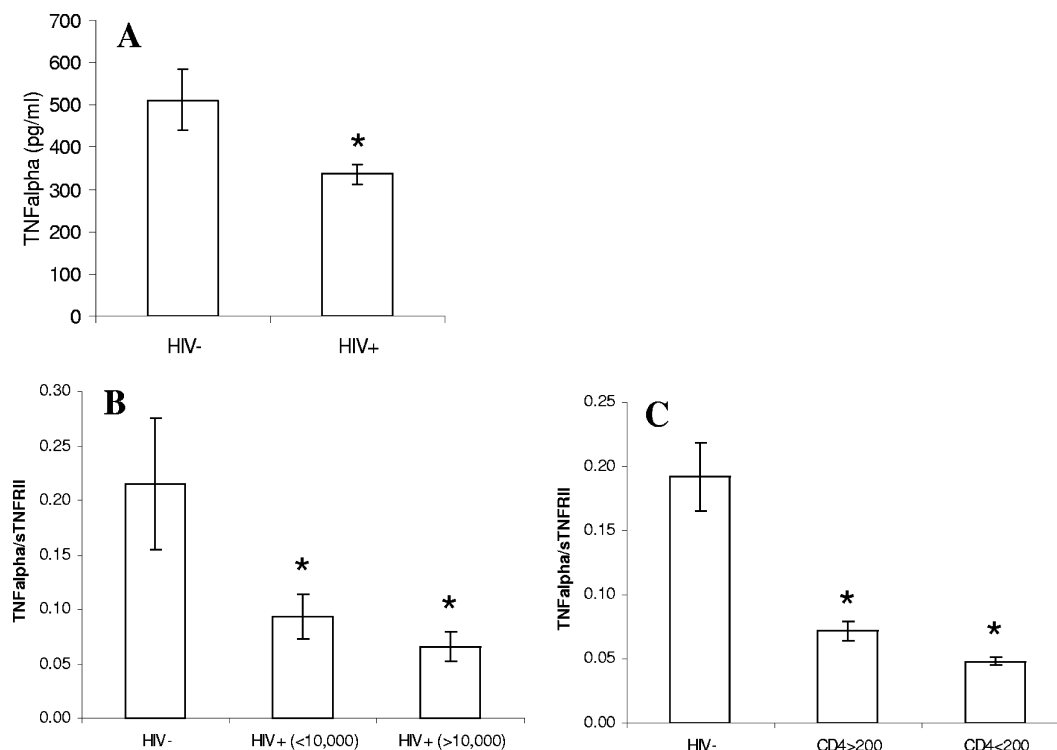 A
700
600
500
400
300
200
100
0
TNFalpha (pg/ml)
*
HIV-
HIV+
B
0.30
0.25
0.20
0.15
0.10
0.05
0.00
TNFalpha/sTNFRII
*
*
HIV-
HIV+ (<10,000)
HIV+ (>10,000)
C
0.25
0.20
0.15
0.10
0.05
0.00
TNFalpha/sTNFRII
*
*
HIV-
CD4>200
CD4<200